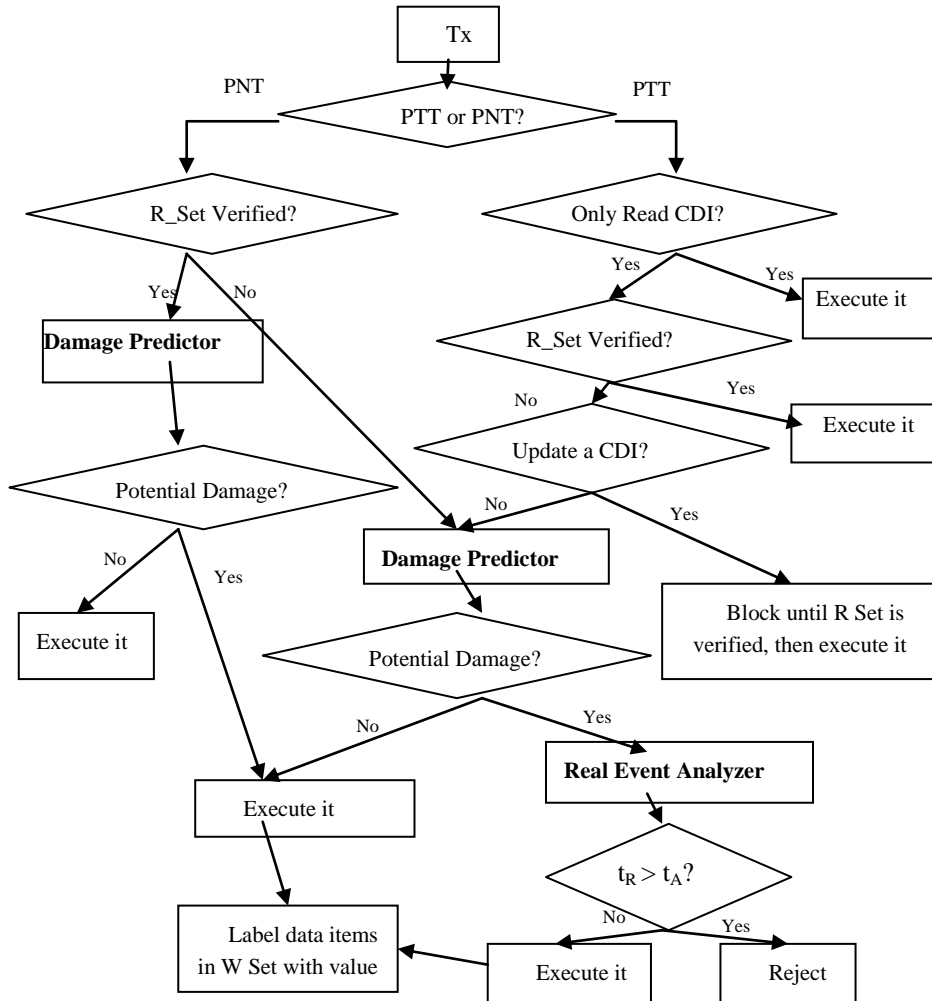 Tx
PNT
PTT
PTT or PNT?
R_Set Verified?
Only Read CDI?
Yes
No
Yes
Yes
Execute it
Damage Predictor
R_Set Verified?
No
Yes
Execute it
Update a CDI?
Potential Damage?
No
Yes
Damage Predictor
No
Yes
Execute it
Block until R Set is
verified, then execute it
Potential Damage?
No
Yes
Real Event Analyzer
Execute it
tR > tA?
No
Yes
Label data items
in W Set with value
Execute it
Reject